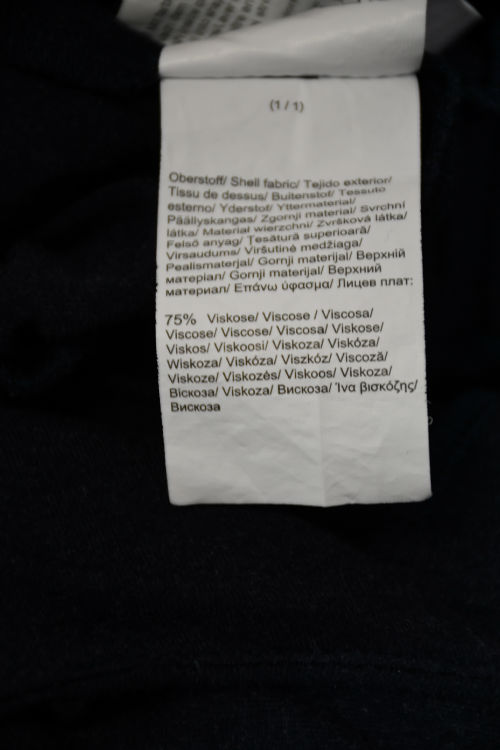 (1/1)
Oberstoff/ Shell fabric/ Tejido exterior/
Tissu de dessus/ Buitenstof/ Tessuto
esterno/ Yderstof/ Yttermaterial/
Päällyskangas/ Zgornji material/ Svrchní
látka/ Materiał wierzchni/ Zvršková látka/
Felső anyag/ Țesătură superioară/
Virsaudums/ Viršutinė medžiaga/
Pealismaterjal/ Gornji materijal/ Верхній
матеріал/ Gornji materijal/ Верхний
материал/ Επάνω ύφασμα/ Лицев плат:
75% Viskose/ Viscose / Viscosa/
Viscose/ Viscose/ Viscosa/ Viskose/
Viskos/ Viskoosi/ Viskoza/ Viskóza/
Wiskoza/ Viskóza/ Viszkóz/ Viscoză/
Viskoze/ Viskozės/ Viskoos/ Viskoza/
Віскоза/ Viskoza/ Вискоза/ Ίνα βισκόζης/
Вискоза